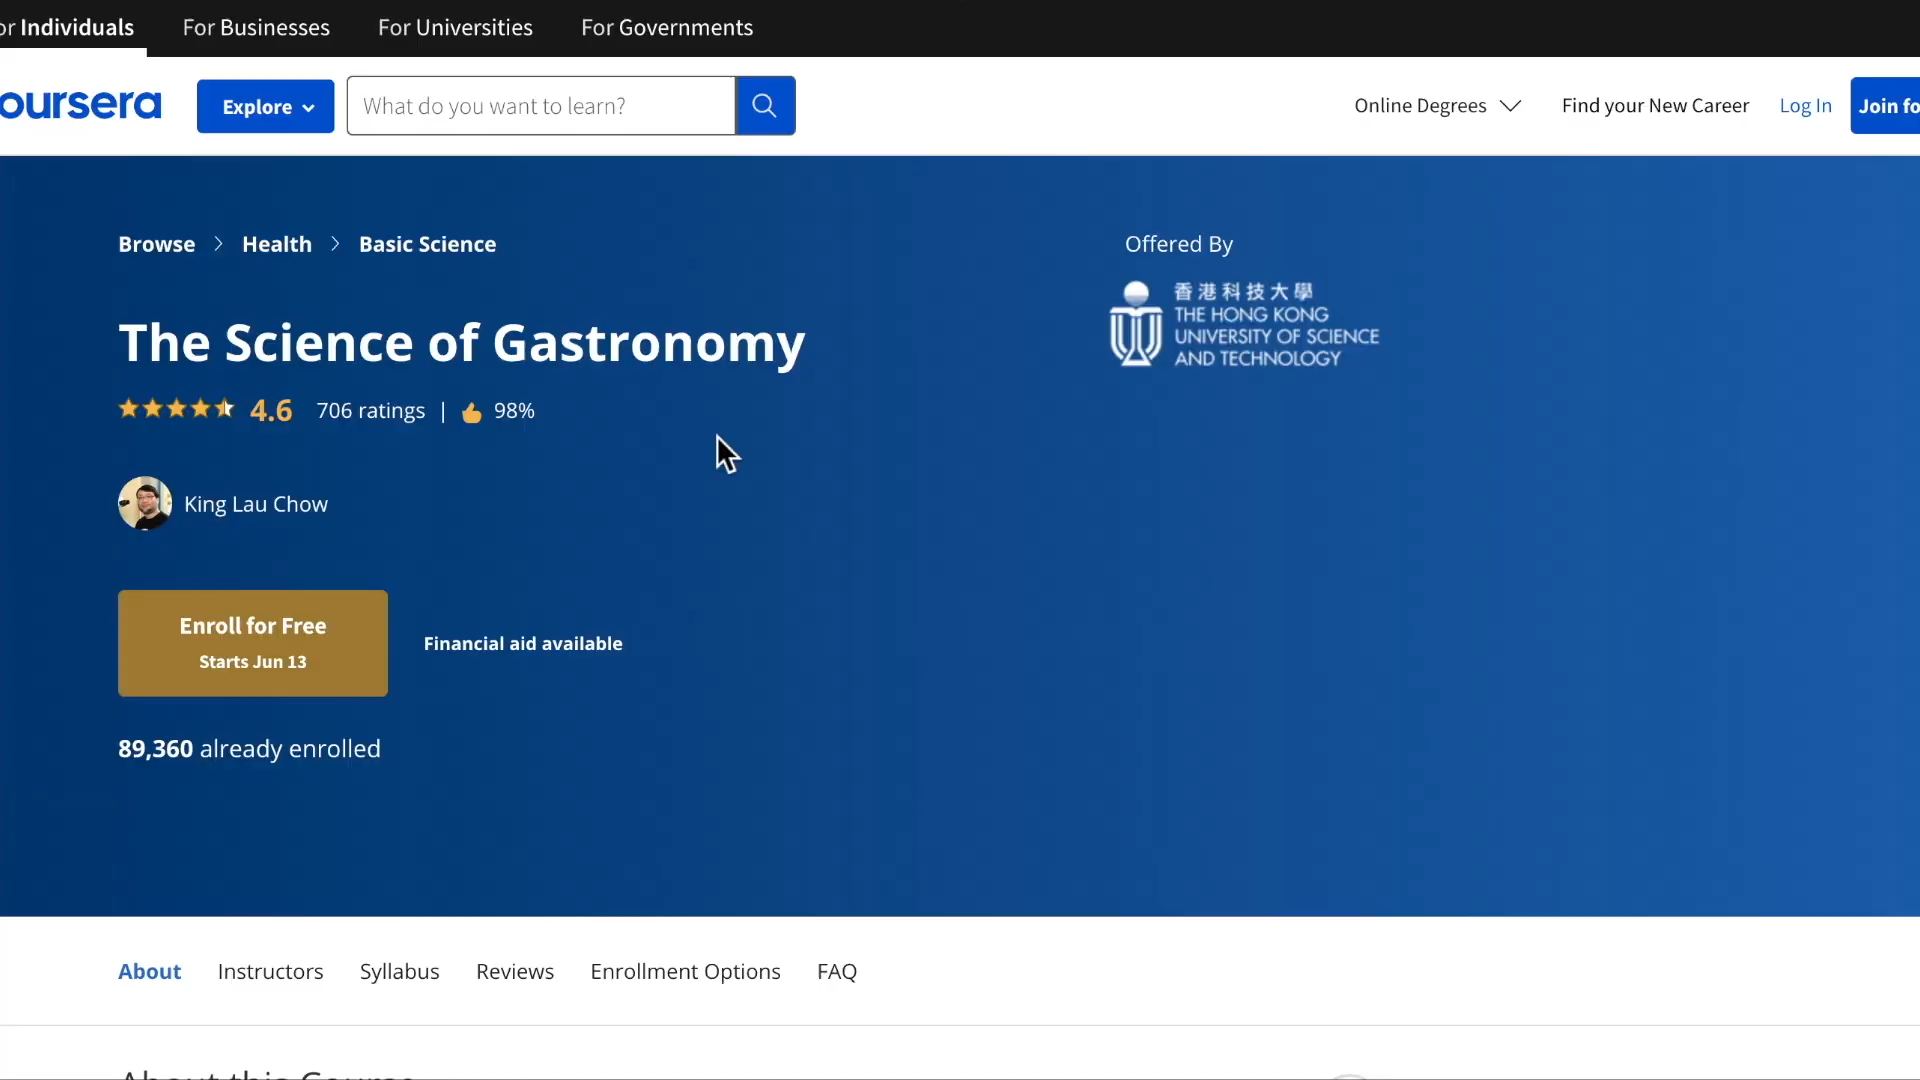 or Individuals
For Businesses
For Universities
For Governments
oursera
Explore
What do you want to learn?
Online Degrees
Find your New Career
Log In
Join fo
Browse
Health
Basic Science
Offered By
香港科技大學
THE HONG KONG
UNIVERSITY OF SCIENCE
AND TECHNOLOGY
The Science of Gastronomy
4.6 706 ratings | 98%
King Lau Chow
Enroll for Free
Starts Jun 13
Financial aid available
89,360 already enrolled
About
Instructors
Syllabus
Reviews
Enrollment Options
FAQ
About this Course